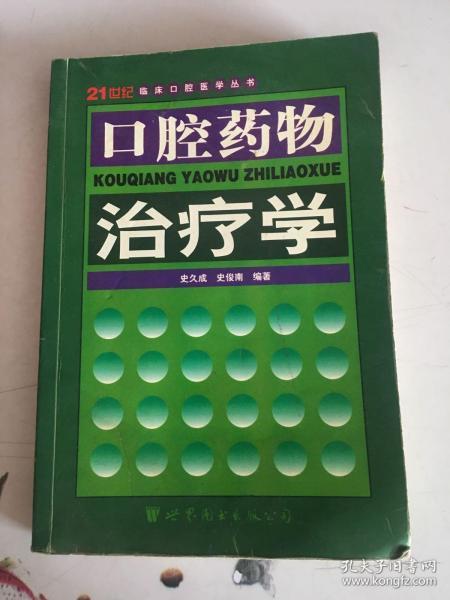 21世纪 临床口腔医学丛书
口腔药物
KOUQIANG YAOWU ZHILIAOXUE
治疗学
史久成 史俊南 编著
世界图书出版公司
孔夫子旧书网
www.kongfz.com